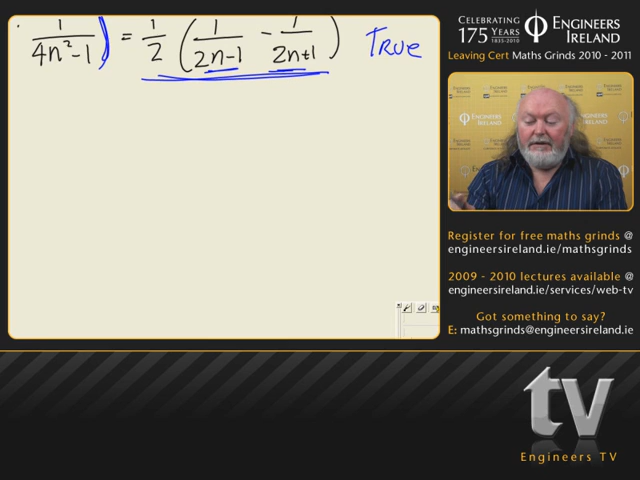 1/(4n²-1) = 1/2 (1/(2n-1) - 1/(2n+1)) TRUE
CELEBRATING
175 YEARS
1835-2010
ENGINEERS
IRELAND
Leaving Cert Maths Grinds 2010 - 2011
Register for free maths grinds @
engineersireland.ie/mathsgrinds
2009 - 2010 lectures available @
engineersireland.ie/services/web-tv
Got something to say?
E: mathsgrinds@engineersireland.ie
tv
Engineers TV